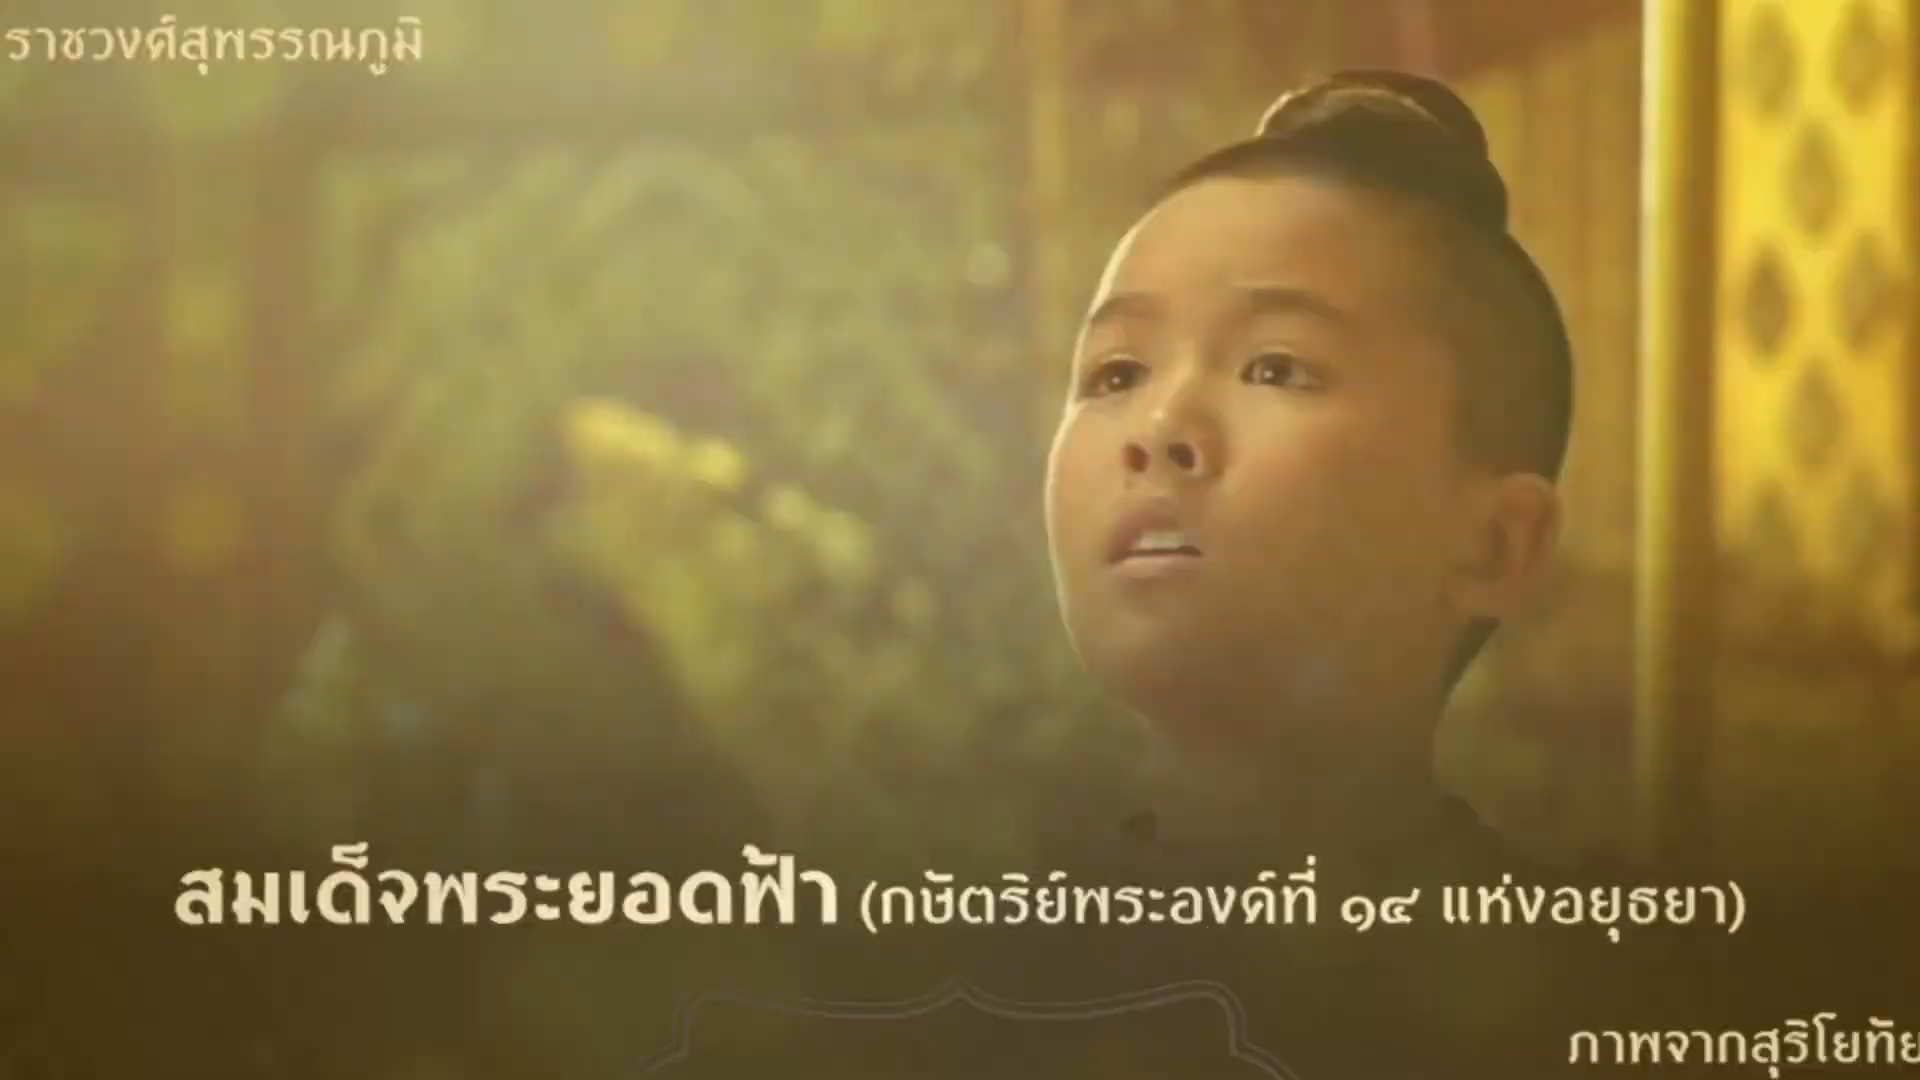 ราชวงศ์สุพรรณภูมิ
สมเด็จพระยอดฟ้า (กษัตริย์พระองค์ที่ ๑๔ แห่งอยุธยา)
ภาพจากสุริโยทัย